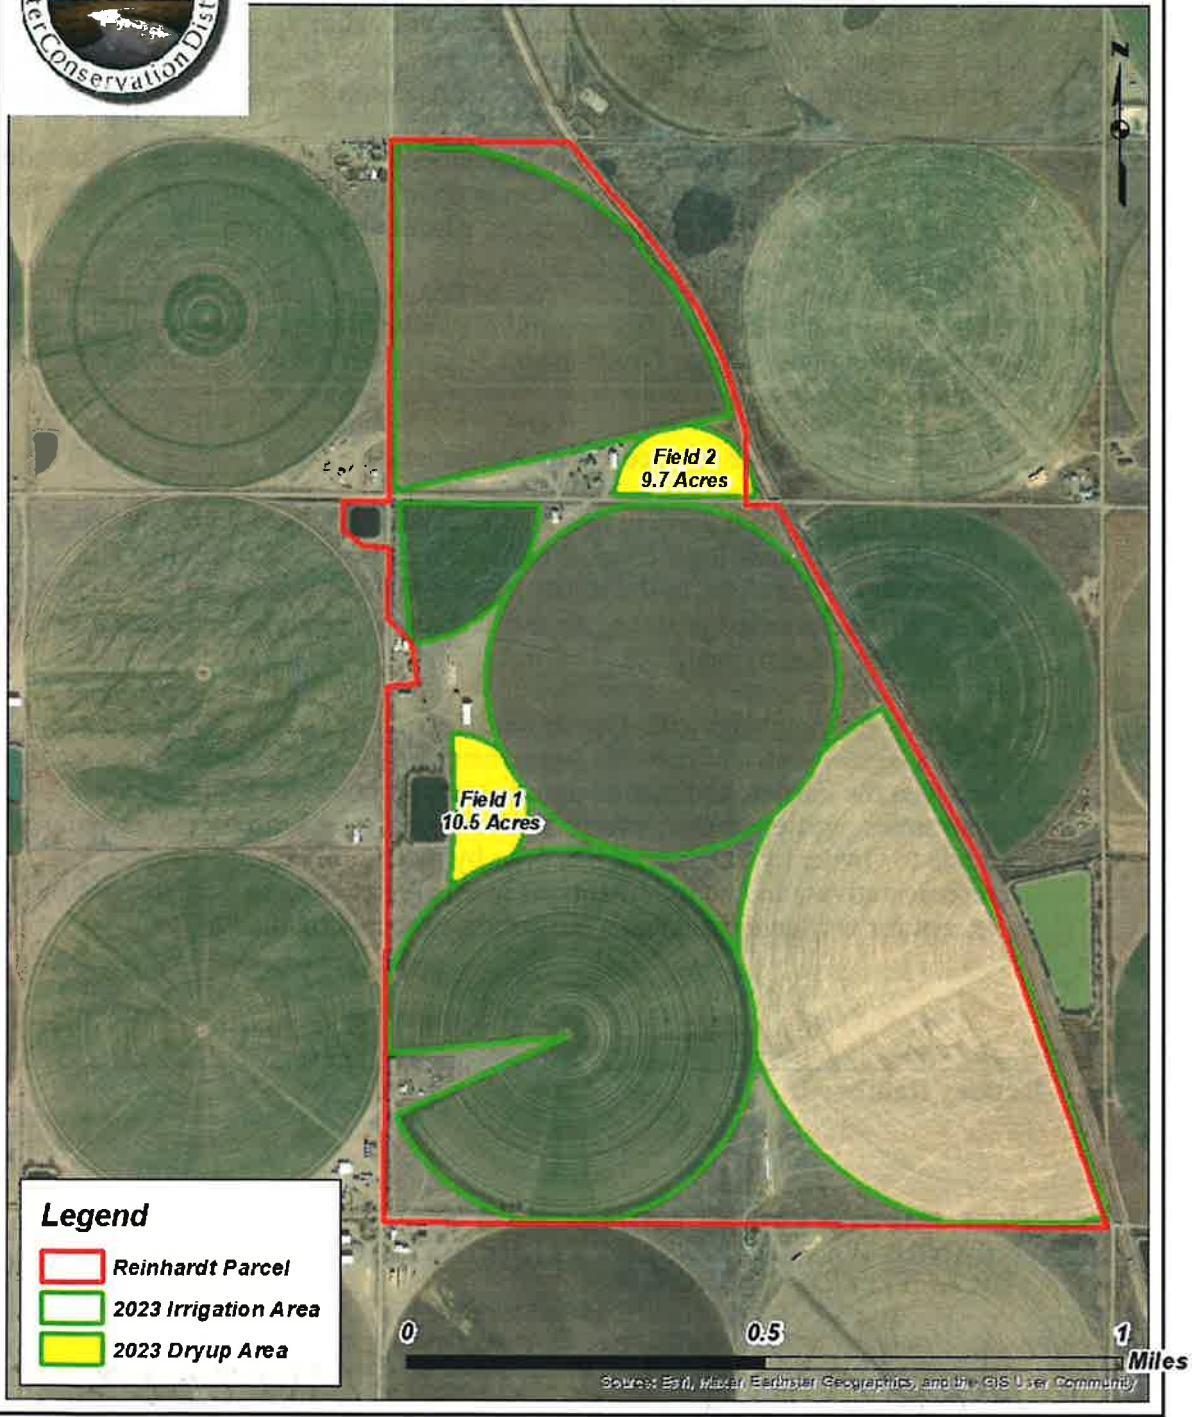 Conservation Dist
N
Field 2
9.7 Acres
Field 1
10.5 Acres
Legend
Reinhardt Parcel
2023 Irrigation Area
2023 Dryup Area
0 0.5 1
Miles
Source: Esri, Maxar, Earthstar Geographics, and the GIS User Community